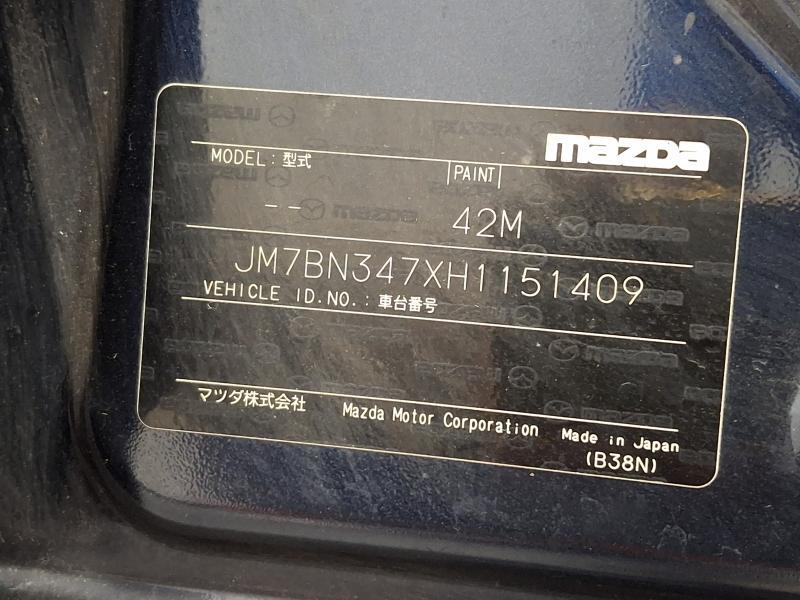 mazda
MODEL: 型式
PAINT
-- 42M
JM7BN347XH1151409
VEHICLE ID.NO.: 車台番号
マツダ株式会社 Mazda Motor Corporation Made in Japan
(B38N)